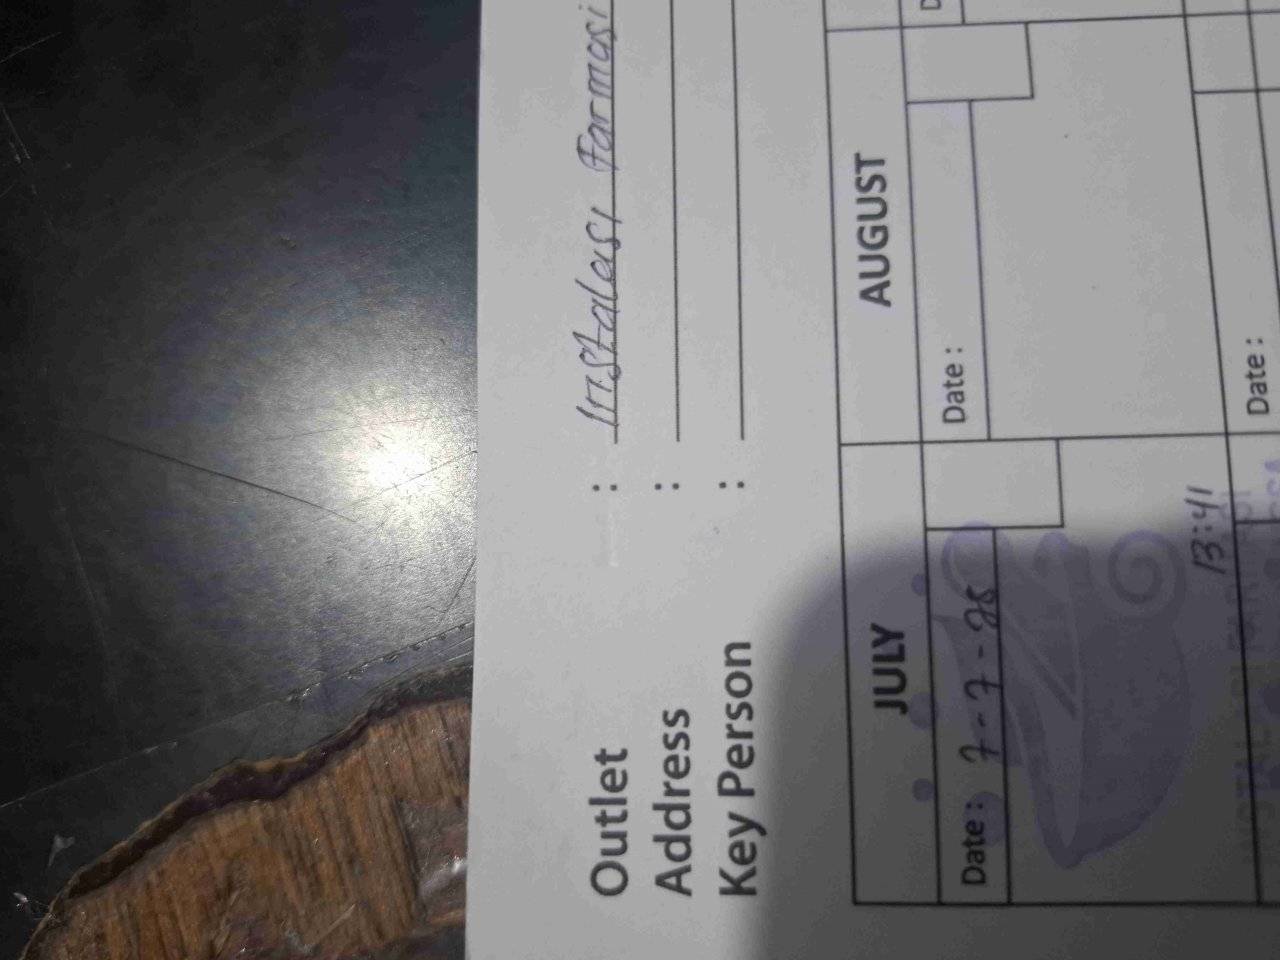 Outlet : Instalasi Farmasi
Address :
Key Person :
JULY AUGUST
Date : 7-7-25 Date :
13:41
Date :